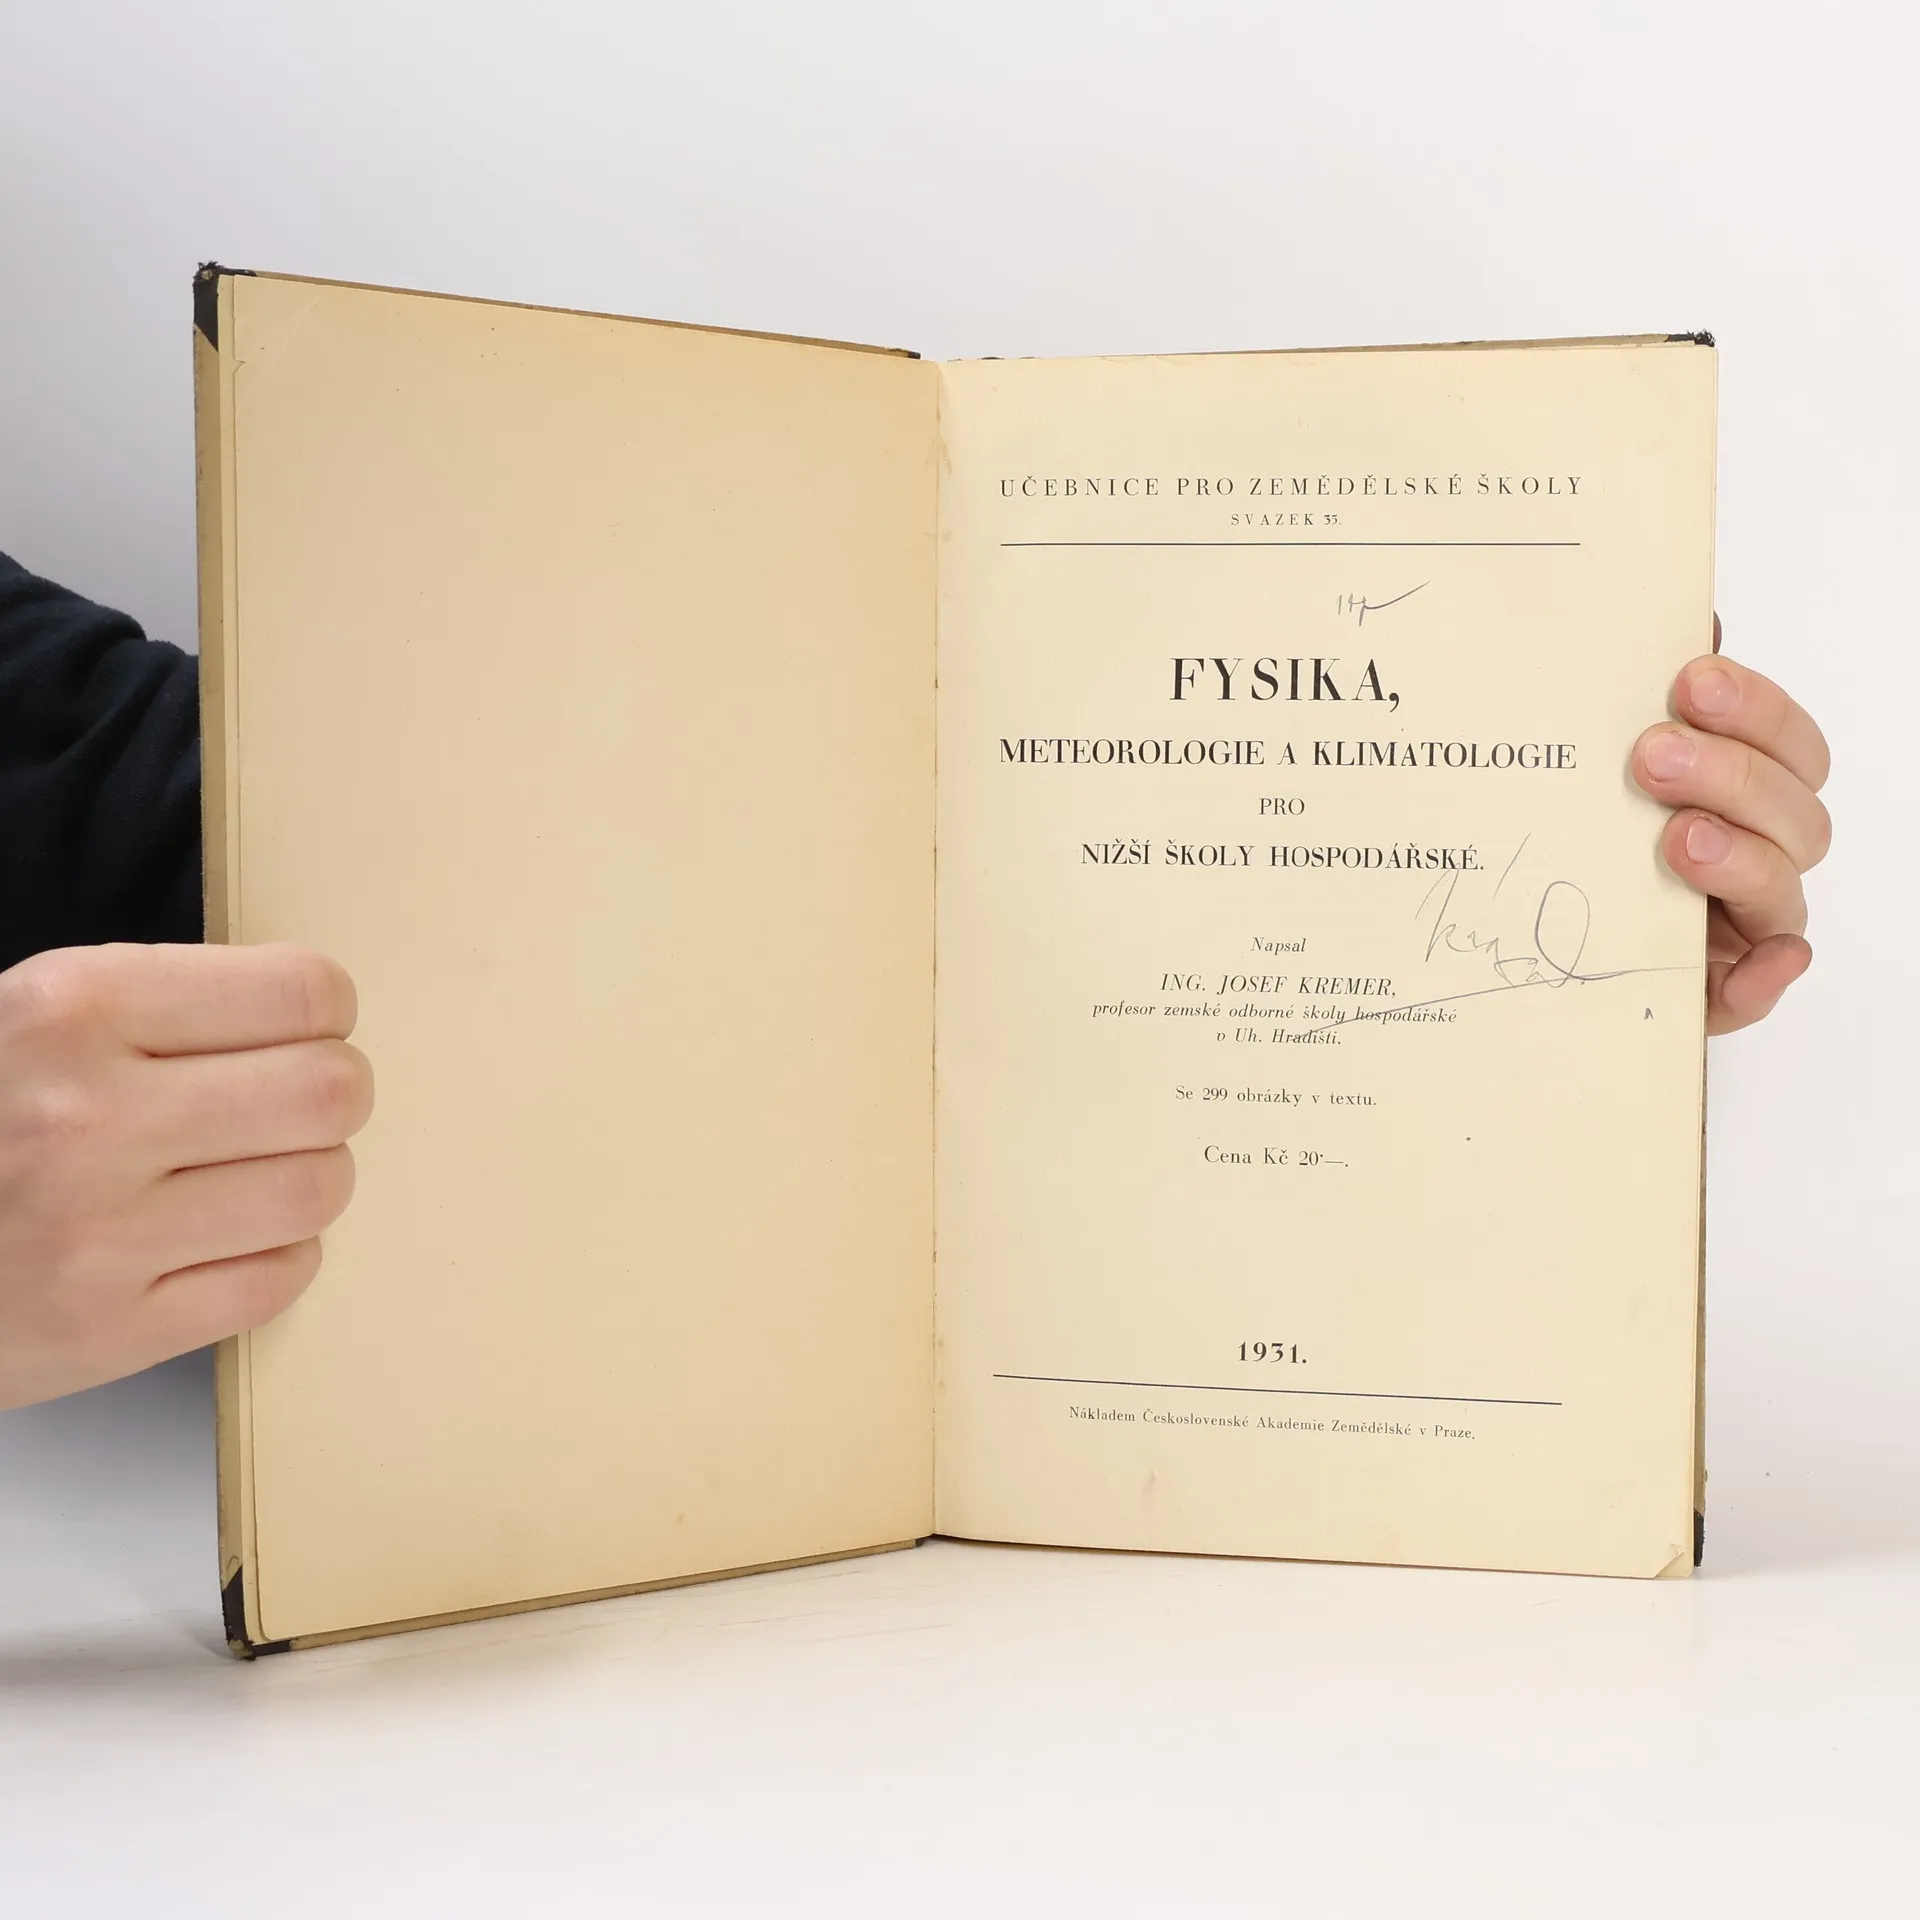 UČEBNICE PRO ZEMĚDĚLSKÉ ŠKOLY
SVAZEK 35.
FYSIKA,
METEOROLOGIE A KLIMATOLOGIE
PRO
NIŽŠÍ ŠKOLY HOSPODÁŘSKÉ.
Napsal
ING. JOSEF KREMER,
profesor zemské odborné školy hospodářské
v Uh. Hradišti.
Se 299 obrázky v textu.
Cena Kč 20·—.
1931.
Nákladem Československé Akademie Zemědělské v Praze.